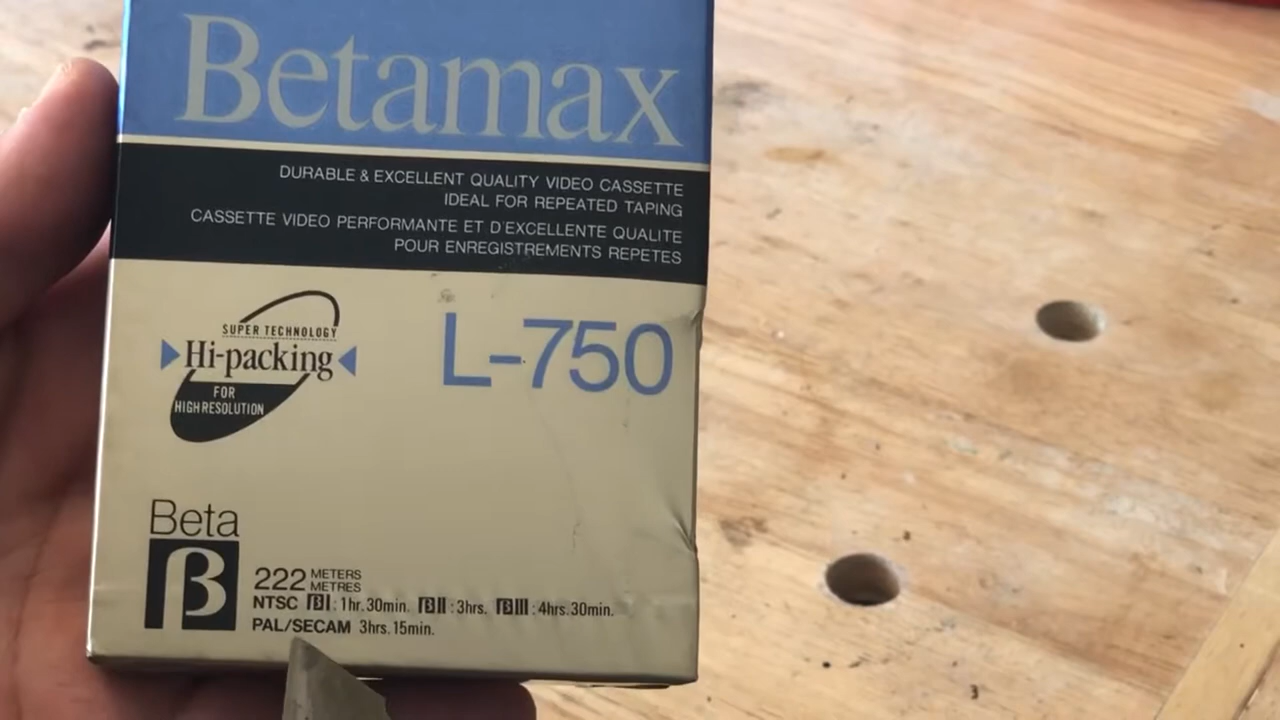 Betamax
DURABLE & EXCELLENT QUALITY VIDEO CASSETTE
IDEAL FOR REPEATED TAPING
CASSETTE VIDEO PERFORMANTE ET D'EXCELLENTE QUALITE
POUR ENREGISTREMENTS REPETES
SUPER TECHNOLOGY
Hi-packing
FOR
HIGH RESOLUTION
L-750
Beta
β
222 METERS
METRES
NTSC βI : 1hr. 30min. βII : 3hrs. βIII : 4hrs. 30min.
PAL/SECAM 3hrs. 15min.